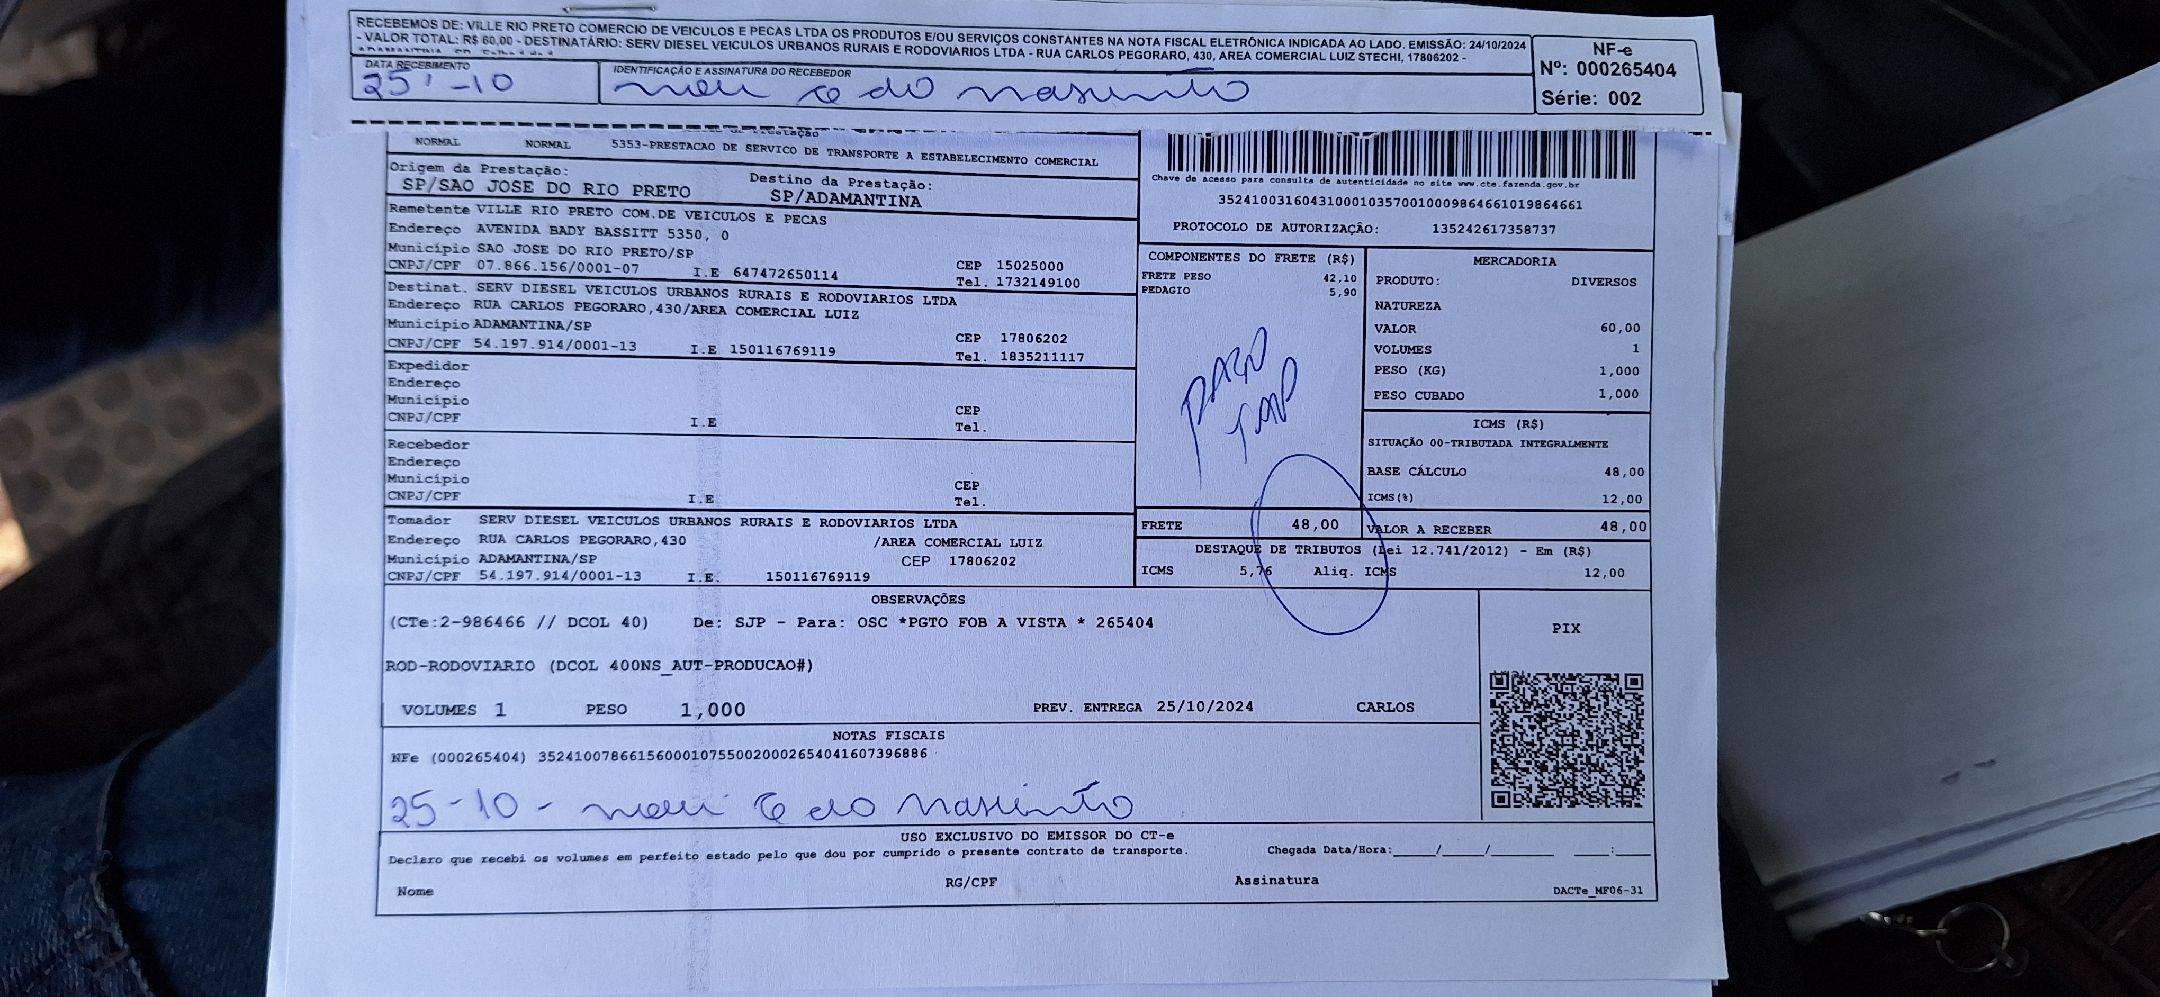 RECEBEMOS DE: VILLE RIO PRETO COMERCIO DE VEICULOS E PECAS LTDA OS PRODUTOS E/OU SERVIÇOS CONSTANTES NA NOTA FISCAL ELETRÔNICA INDICADA AO LADO. EMISSÃO: 24/10/2024
- VALOR TOTAL: R$ 60,00 - DESTINATÁRIO: SERV DIESEL VEICULOS URBANOS RURAIS E RODOVIARIOS LTDA - RUA CARLOS PEGORARO, 430, AREA COMERCIAL LUIZ STECHI, 17806202 -
NF-e
Nº: 000265404
Série: 002
DATA RECEBIMENTO
25-10
IDENTIFICAÇÃO E ASSINATURA DO RECEBEDOR
do nascimento
NORMAL NORMAL 5353-PRESTACAO DE SERVICO DE TRANSPORTE A ESTABELECIMENTO COMERCIAL
Origem da Prestação: Destino da Prestação:
SP/SAO JOSE DO RIO PRETO SP/ADAMANTINA
Remetente VILLE RIO PRETO COM.DE VEICULOS E PECAS
Endereço AVENIDA BADY BASSITT 5350, 0
Município SAO JOSE DO RIO PRETO/SP CEP 15025000
CNPJ/CPF 07.866.156/0001-07 I.E 647472650114 Tel. 1732149100
Destinat. SERV DIESEL VEICULOS URBANOS RURAIS E RODOVIARIOS LTDA
Endereço RUA CARLOS PEGORARO,430/AREA COMERCIAL LUIZ
Município ADAMANTINA/SP CEP 17806202
CNPJ/CPF 54.197.914/0001-13 I.E 150116769119 Tel. 1835211117
Expedidor
Endereço
Município CEP
CNPJ/CPF I.E Tel.
Recebedor
Endereço
Município CEP
CNPJ/CPF I.E Tel.
Tomador SERV DIESEL VEICULOS URBANOS RURAIS E RODOVIARIOS LTDA
Endereço RUA CARLOS PEGORARO,430 /AREA COMERCIAL LUIZ
Município ADAMANTINA/SP CEP 17806202
CNPJ/CPF 54.197.914/0001-13 I.E. 150116769119
Chave de acesso para consulta de autenticidade no site www.cte.fazenda.gov.br
35241003160431000103570010009864661019864661
PROTOCOLO DE AUTORIZAÇÃO: 135242617358737
COMPONENTES DO FRETE (R$)
FRETE PESO 42,10
PEDAGIO 5,90
PAGO
FRETE 48,00
MERCADORIA
PRODUTO: DIVERSOS
NATUREZA
VALOR 60,00
VOLUMES 1
PESO (KG) 1,000
PESO CUBADO 1,000
ICMS (R$)
SITUAÇÃO 00-TRIBUTADA INTEGRALMENTE
BASE CÁLCULO 48,00
ICMS(%) 12,00
VALOR A RECEBER 48,00
DESTAQUE DE TRIBUTOS (Lei 12.741/2012) - Em (R$)
ICMS 5,76 Aliq. ICMS 12,00
OBSERVAÇÕES
(CTe:2-986466 // DCOL 40) De: SJP - Para: OSC *PGTO FOB A VISTA * 265404
ROD-RODOVIARIO (DCOL 400NS_AUT-PRODUCAO#)
VOLUMES 1 PESO 1,000 PREV. ENTREGA 25/10/2024 CARLOS
PIX
NOTAS FISCAIS
NFe (000265404) 35241007866156000107550020002654041607396886
25-10 - do nascimento
USO EXCLUSIVO DO EMISSOR DO CT-e
Declaro que recebi os volumes em perfeito estado pelo que dou por cumprido o presente contrato de transporte. Chegada Data/Hora:____/____/______ ___:___
Nome RG/CPF Assinatura
DACTe_MF06-31